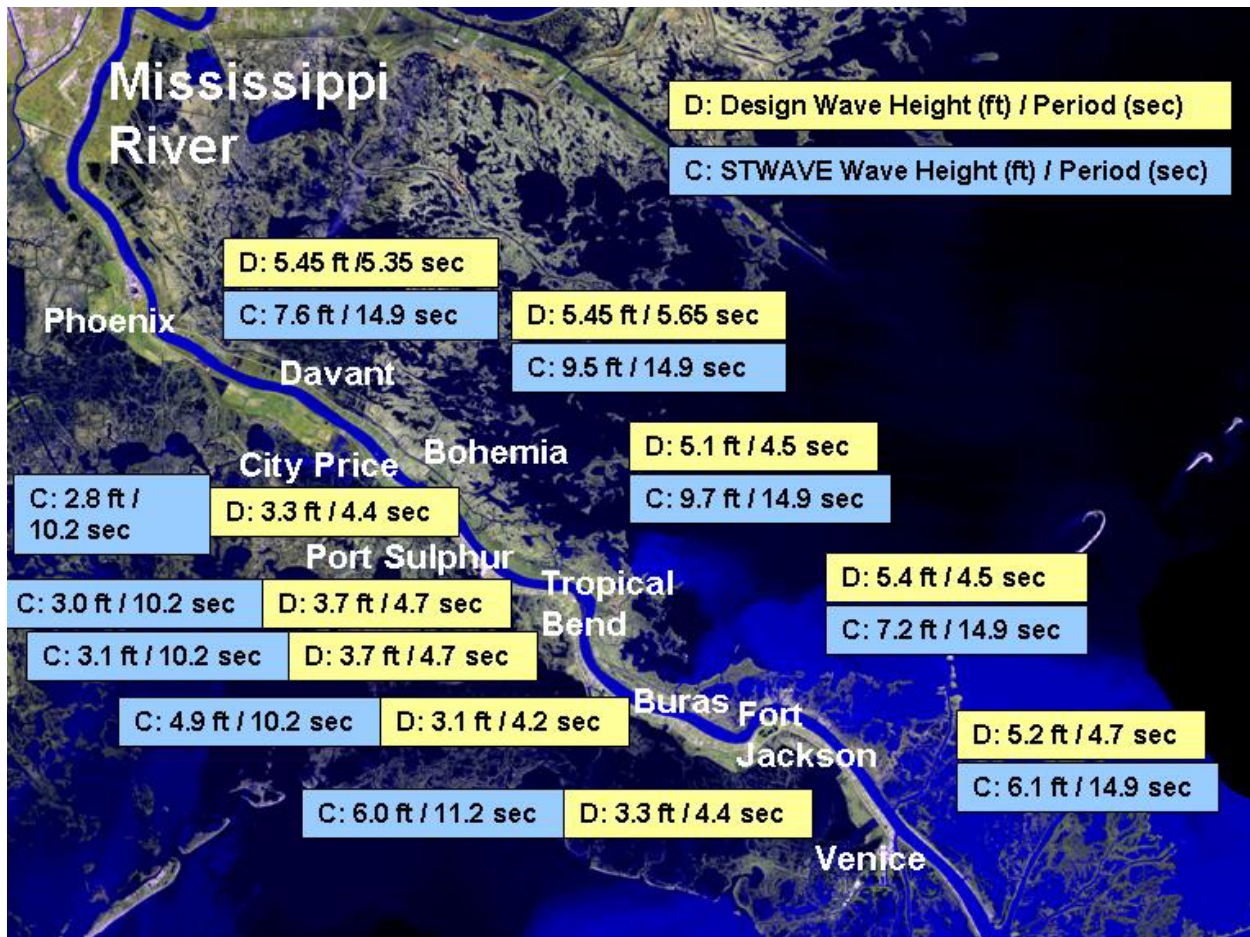 Mississippi
River
D: Design Wave Height (ft) / Period (sec)
C: STWAVE Wave Height (ft) / Period (sec)
D: 5.45 ft /5.35 sec
C: 7.6 ft / 14.9 sec
D: 5.45 ft / 5.65 sec
C: 9.5 ft / 14.9 sec
Phoenix
Davant
Bohemia
City Price
D: 5.1 ft / 4.5 sec
C: 9.7 ft / 14.9 sec
C: 2.8 ft /
10.2 sec
D: 3.3 ft / 4.4 sec
Port Sulphur
Tropical
Bend
D: 5.4 ft / 4.5 sec
C: 7.2 ft / 14.9 sec
C: 3.0 ft / 10.2 sec
D: 3.7 ft / 4.7 sec
C: 3.1 ft / 10.2 sec
D: 3.7 ft / 4.7 sec
Buras
Fort
Jackson
C: 4.9 ft / 10.2 sec
D: 3.1 ft / 4.2 sec
D: 5.2 ft / 4.7 sec
C: 6.1 ft / 14.9 sec
C: 6.0 ft / 11.2 sec
D: 3.3 ft / 4.4 sec
Venice